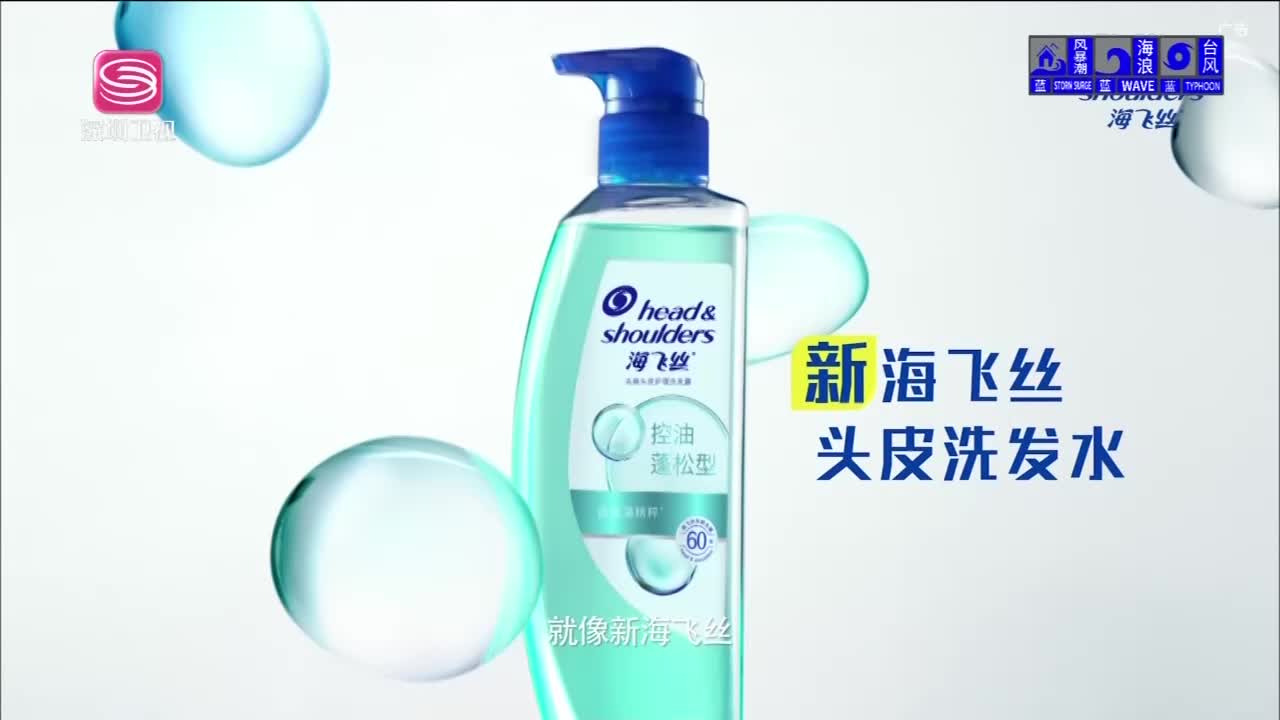 深圳卫视
广告
风暴潮
海浪
台风
蓝 STORM SURGE
蓝 WAVE
蓝 TYPHOON
shoulders
海飞丝
head &
shoulders
海飞丝
控油
蓬松型
60
新海飞丝
头皮洗发水
就像新海飞丝